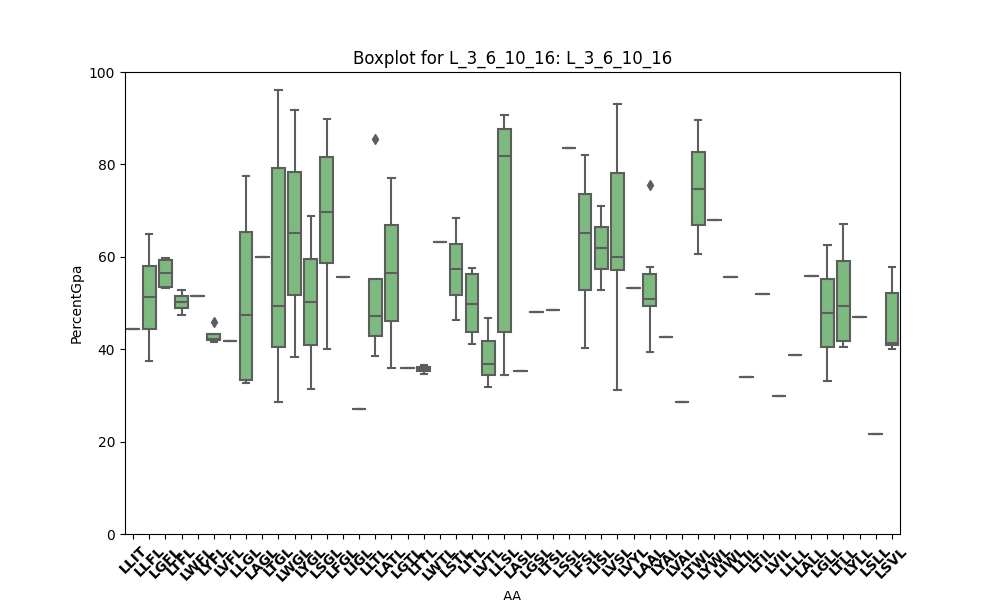 Boxplot for L_3_6_10_16: L_3_6_10_16
PercentGpa
100
80
60
40
20
0
LLIT LLFL LGFL LTFL LWFL LYFL LVFL LLGL LAGL LTGL LWGL LYGL LSGL LFGL LIGL LLTL LATL LGTL LTTL LWTL LSTL LITL LVTL LLSL LASL LGSL LTSL LSSL LFSL LISL LVSL LVYL LAAL LYAL LVAL LTWL LYWL LIWL LLIL LTIL LVIL LLLL LALL LGLL LTLL LYLL LSLL LSVL
AA